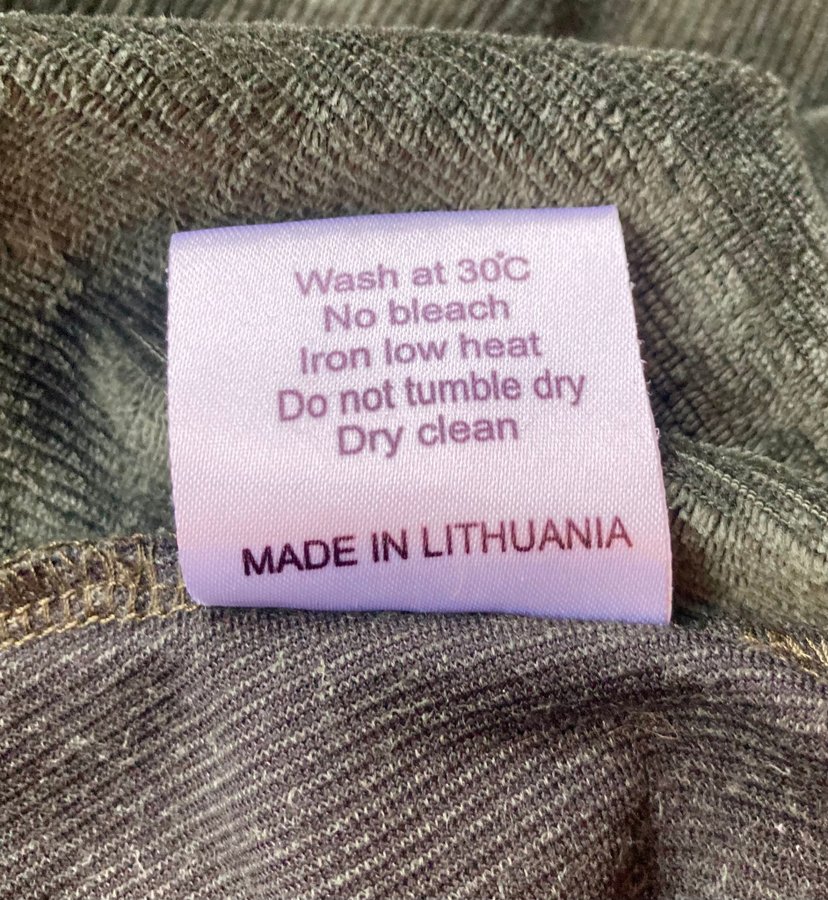 Wash at 30°C
No bleach
Iron low heat
Do not tumble dry
Dry clean
MADE IN LITHUANIA